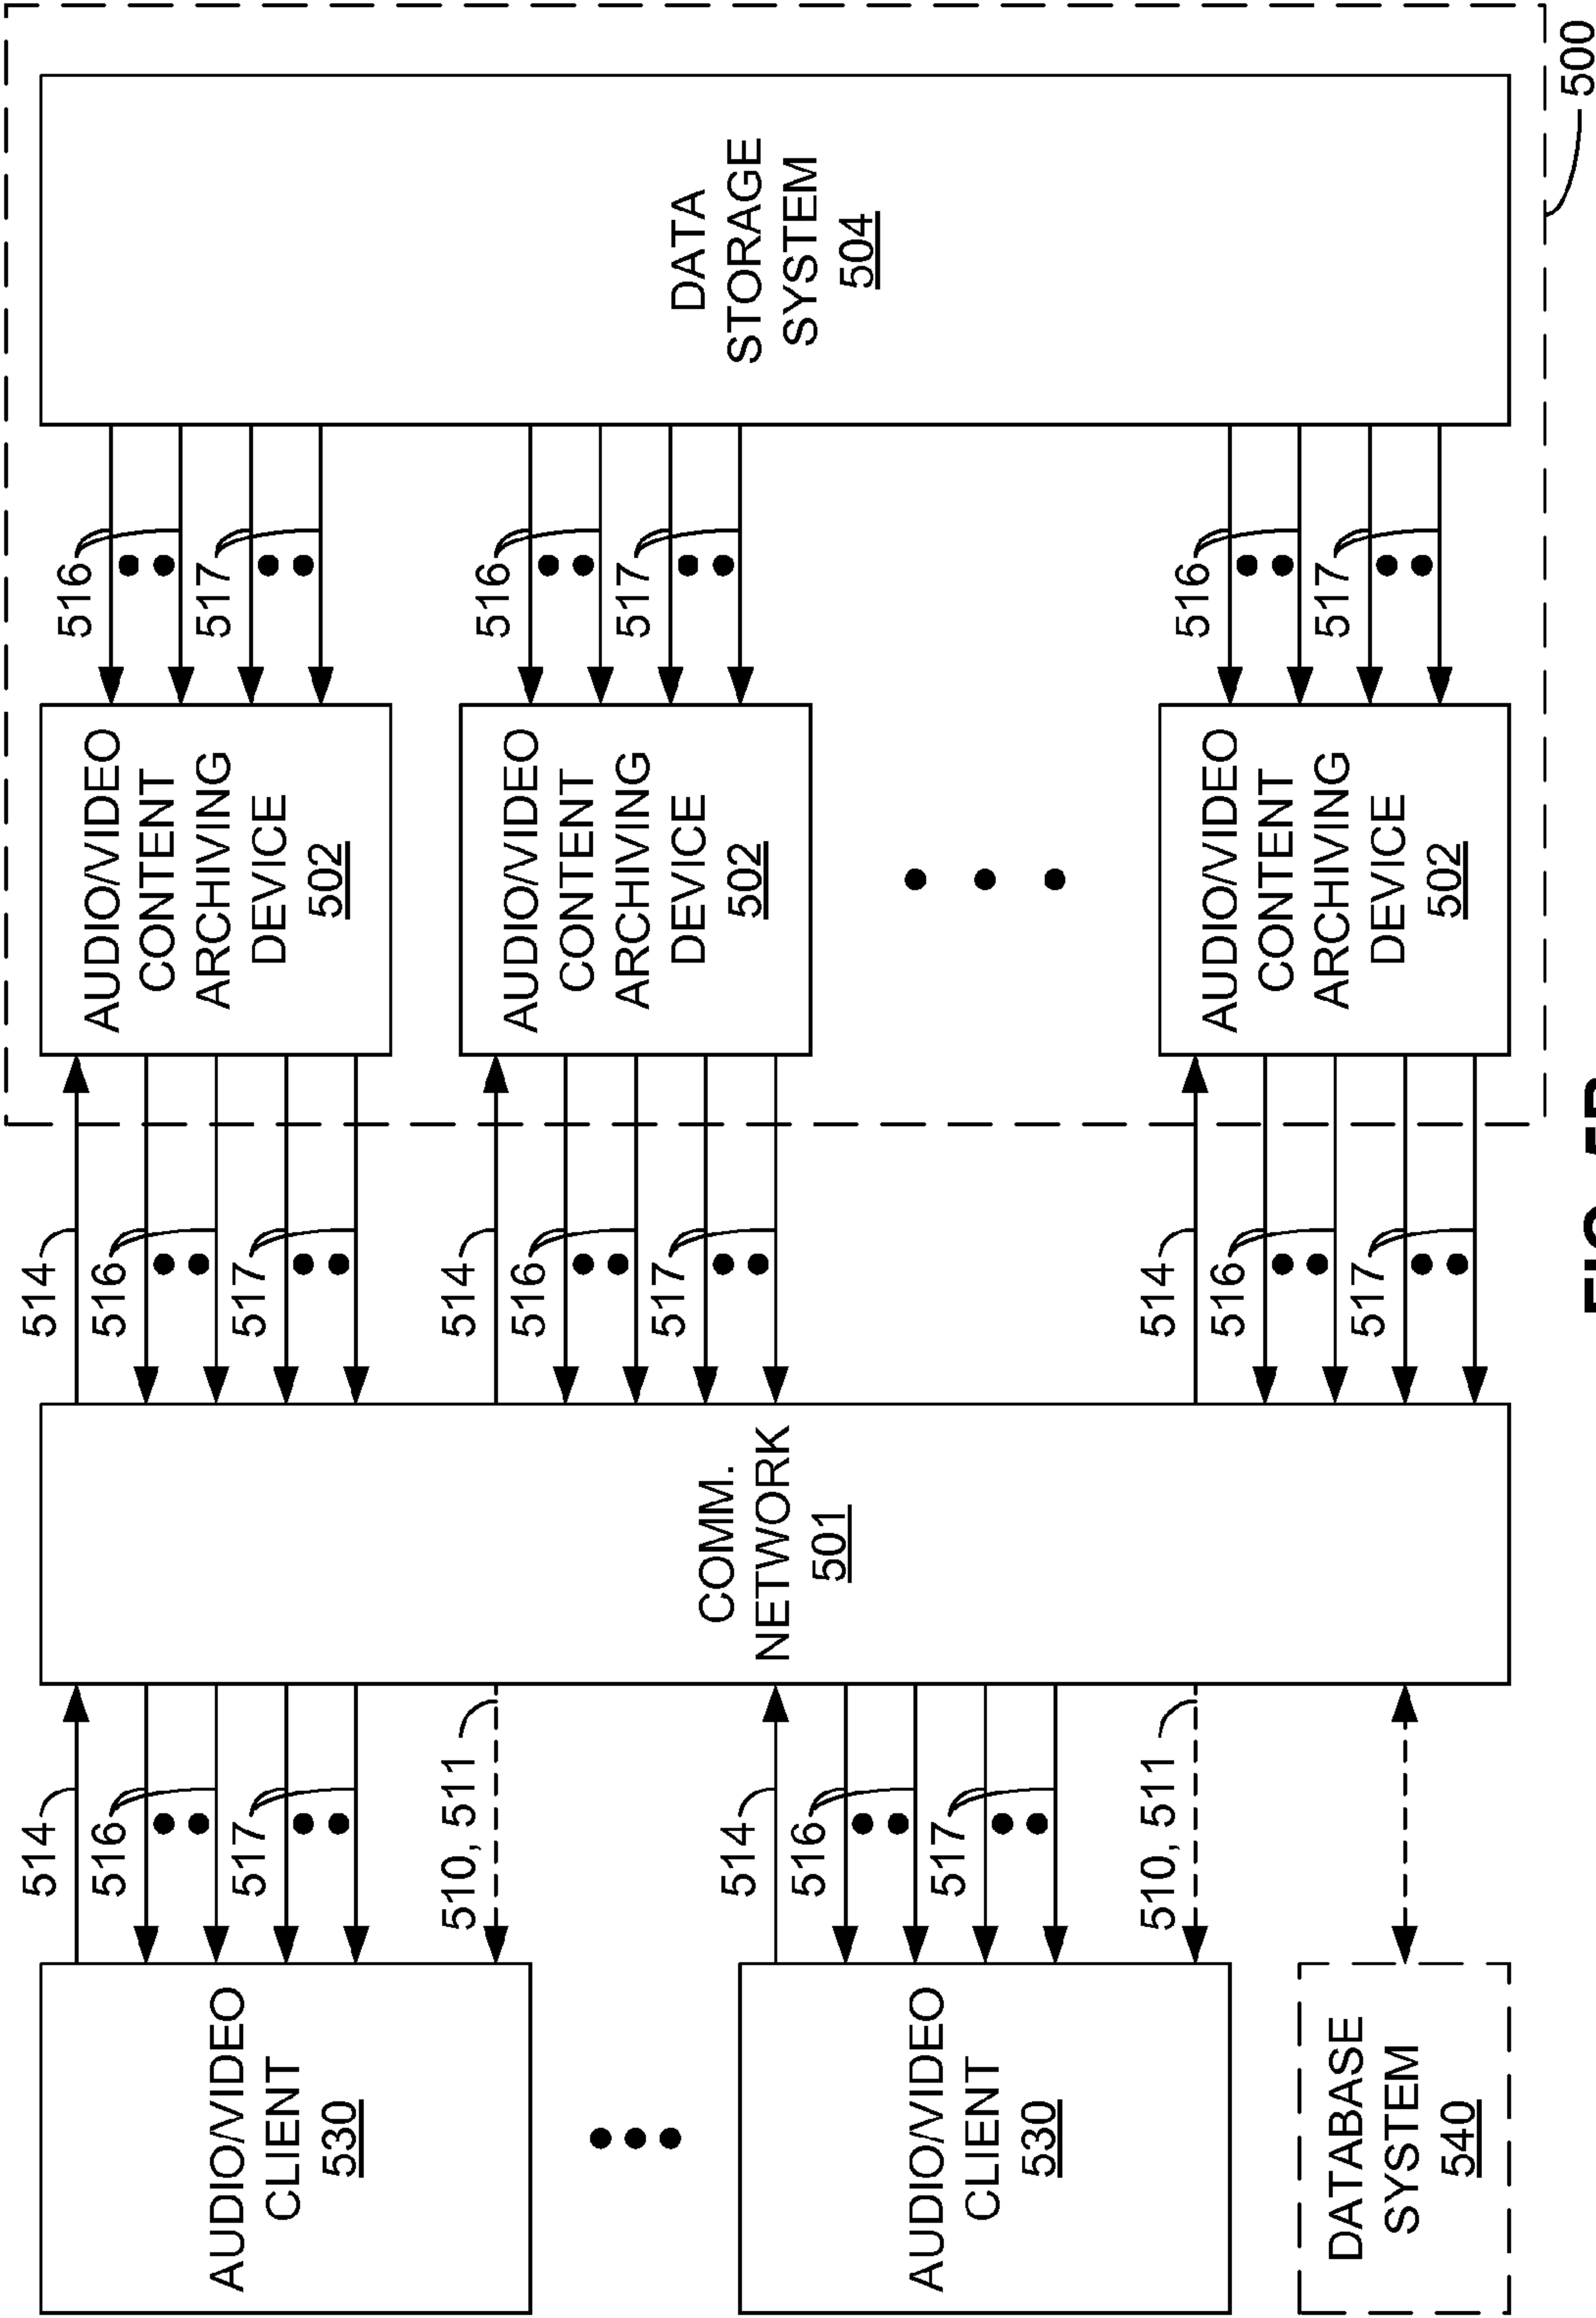 AUDIO/VIDEO
CLIENT
530
AUDIO/VIDEO
CLIENT
530
DATABASE
SYSTEM
540
514
516
517
510, 511
514
516
517
510, 511
COMM.
NETWORK
501
514
516
517
514
516
517
514
516
517
AUDIO/VIDEO
CONTENT
ARCHIVING
DEVICE
502
AUDIO/VIDEO
CONTENT
ARCHIVING
DEVICE
502
AUDIO/VIDEO
CONTENT
ARCHIVING
DEVICE
502
516
517
516
517
516
517
DATA
STORAGE
SYSTEM
504
500